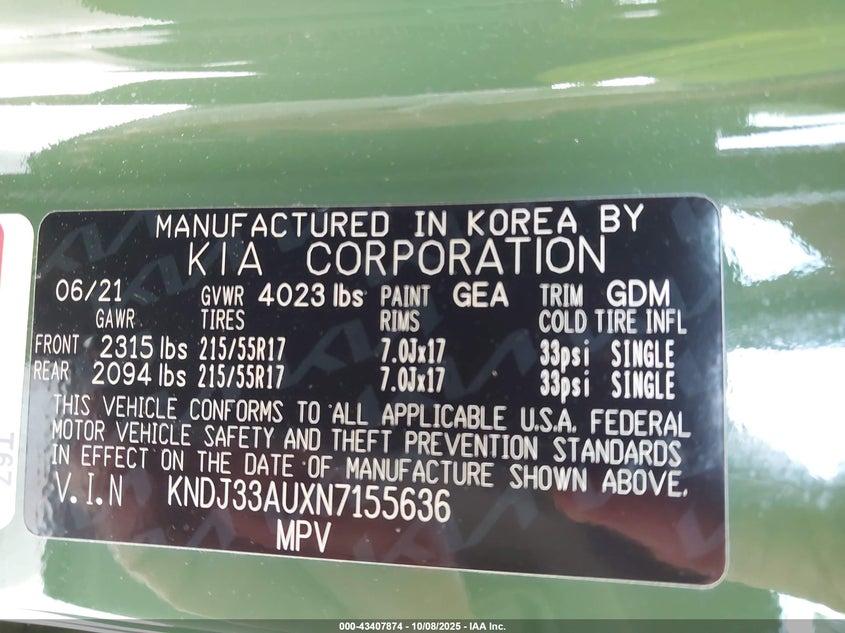 MANUFACTURED IN KOREA BY
KIA CORPORATION
06/21 GVWR 4023 lbs PAINT GEA TRIM GDM
GAWR TIRES RIMS COLD TIRE INFL
FRONT 2315 lbs 215/55R17 7.0Jx17 33psi SINGLE
REAR 2094 lbs 215/55R17 7.0Jx17 33psi SINGLE
THIS VEHICLE CONFORMS TO ALL APPLICABLE U.S.A. FEDERAL
MOTOR VEHICLE SAFETY AND THEFT PREVENTION STANDARDS
IN EFFECT ON THE DATE OF MANUFACTURE SHOWN ABOVE.
V.I.N KNDJ33AUXN7155636
MPV
000-43407874 | 10/08/2025 - IAA Inc.